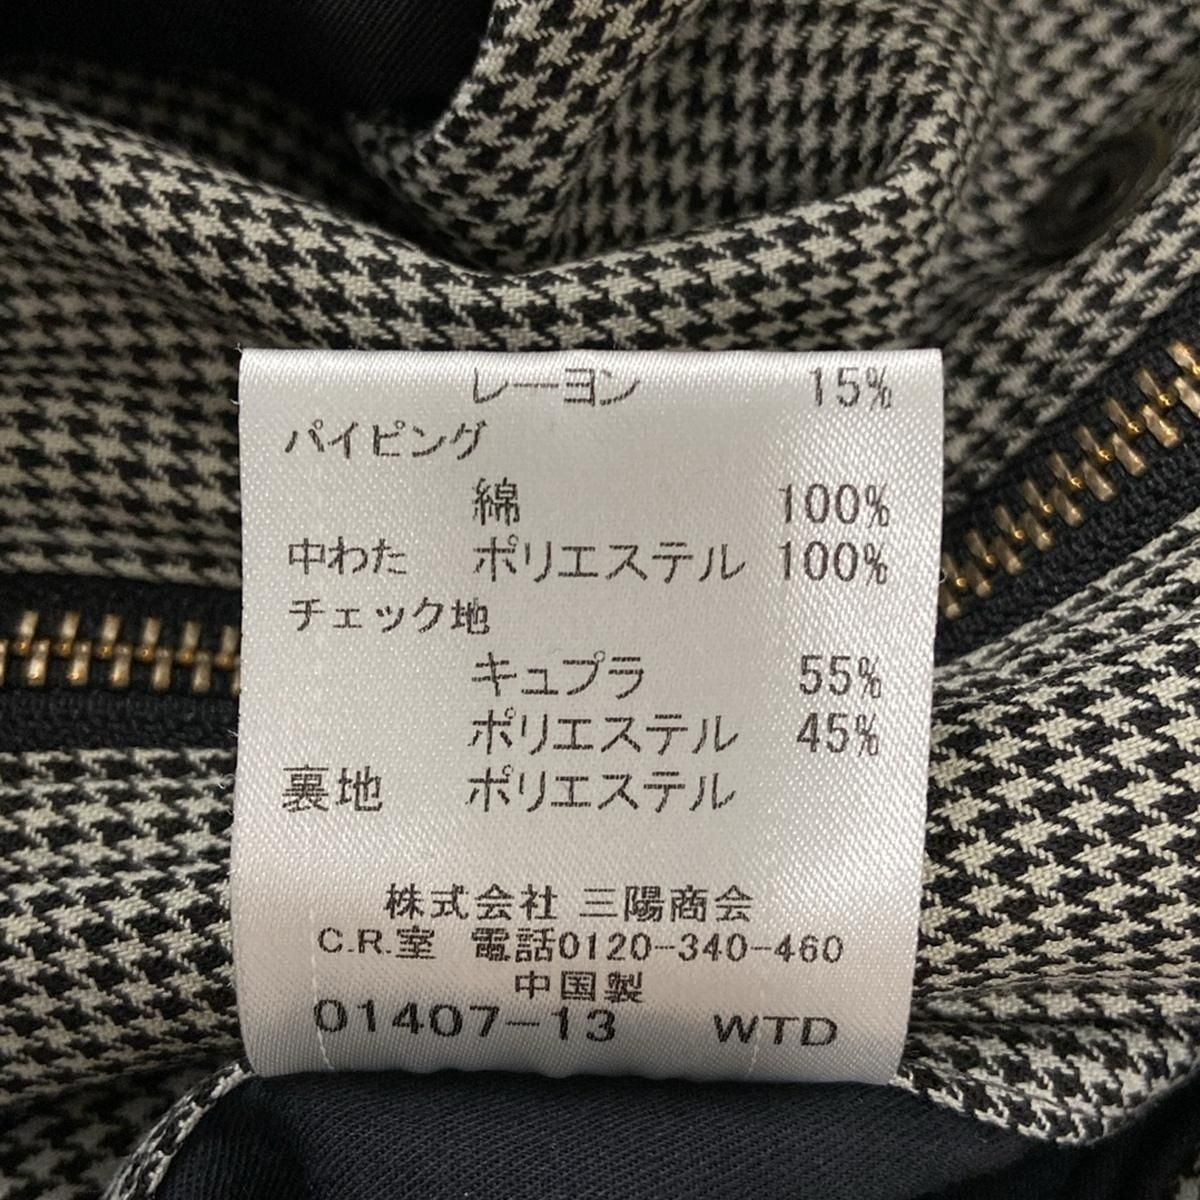 レーヨン 15%
パイピング
綿 100%
中わた ポリエステル 100%
チェック地
キュプラ 55%
ポリエステル 45%
裏地 ポリエステル
株式会社 三陽商会
C.R.室 電話0120-340-460
中国製
01407-13 WTD